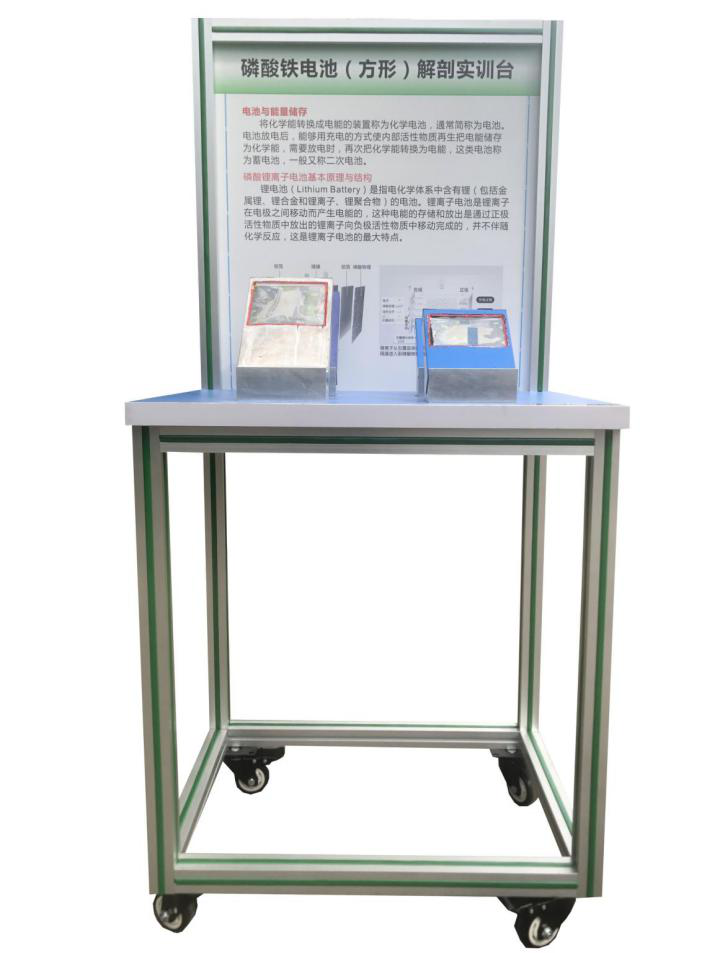 磷酸铁电池（方形）解剖实训台
电池与能量储存
将化学能转换成电能的装置称为化学电池，通常简称为电池。
电池放电后，能够用充电的方式使内部活性物质再生把电能储存
为化学能，需要放电时，再次把化学能转换为电能，这类电池称
为蓄电池，一般又称二次电池。
磷酸锂离子电池基本原理与结构
锂电池（Lithium Battery）是指电化学体系中含有锂（包括金
属锂、锂合金和锂离子、锂聚合物）的电池。锂离子电池是锂离子
在电极之间移动而产生电能的，这种电能的存储和放出是通过正极
活性物质中放出的锂离子向负极活性物质中移动完成的，并不伴随
化学反应，这是锂离子电池的最大特点。